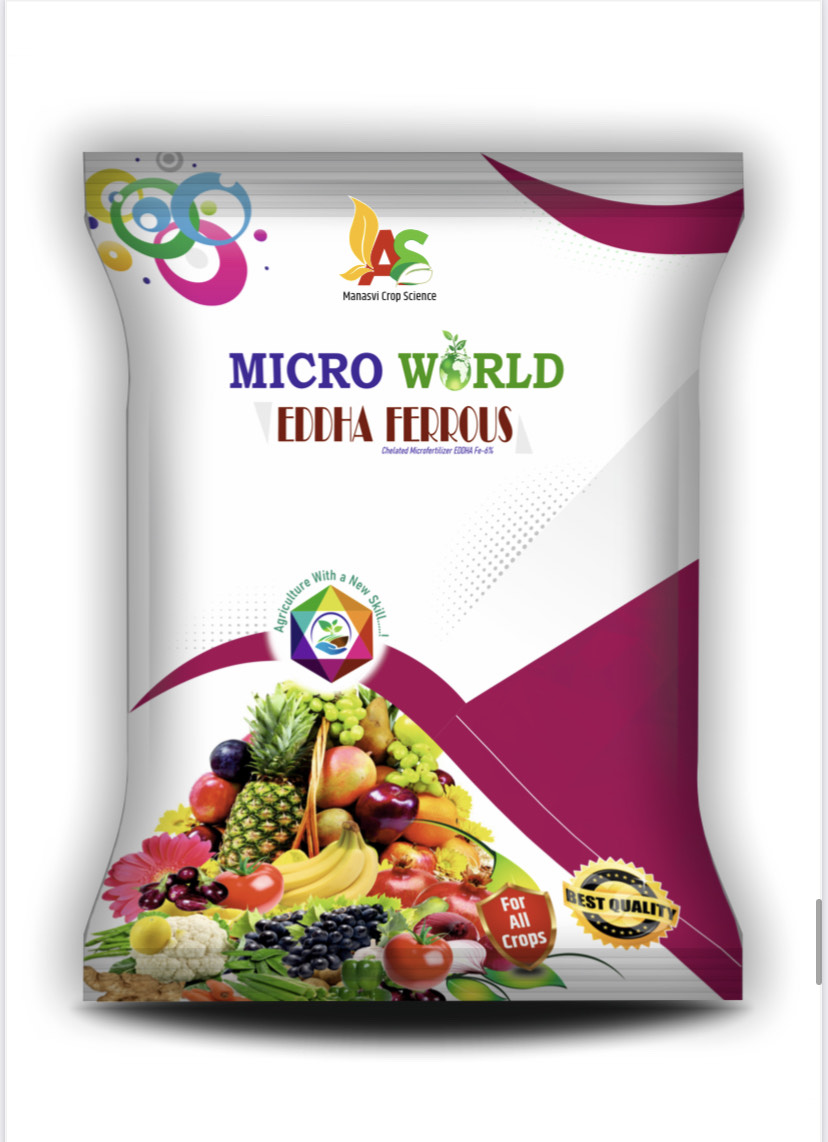 AS
Manasvi Crop Science
MICRO WORLD
EDDHA FERROUS
Chelated Microfertilizer EDDHA Fe-6%
Agriculture With a New Skill.....!
For
All
Crops
BEST QUALITY